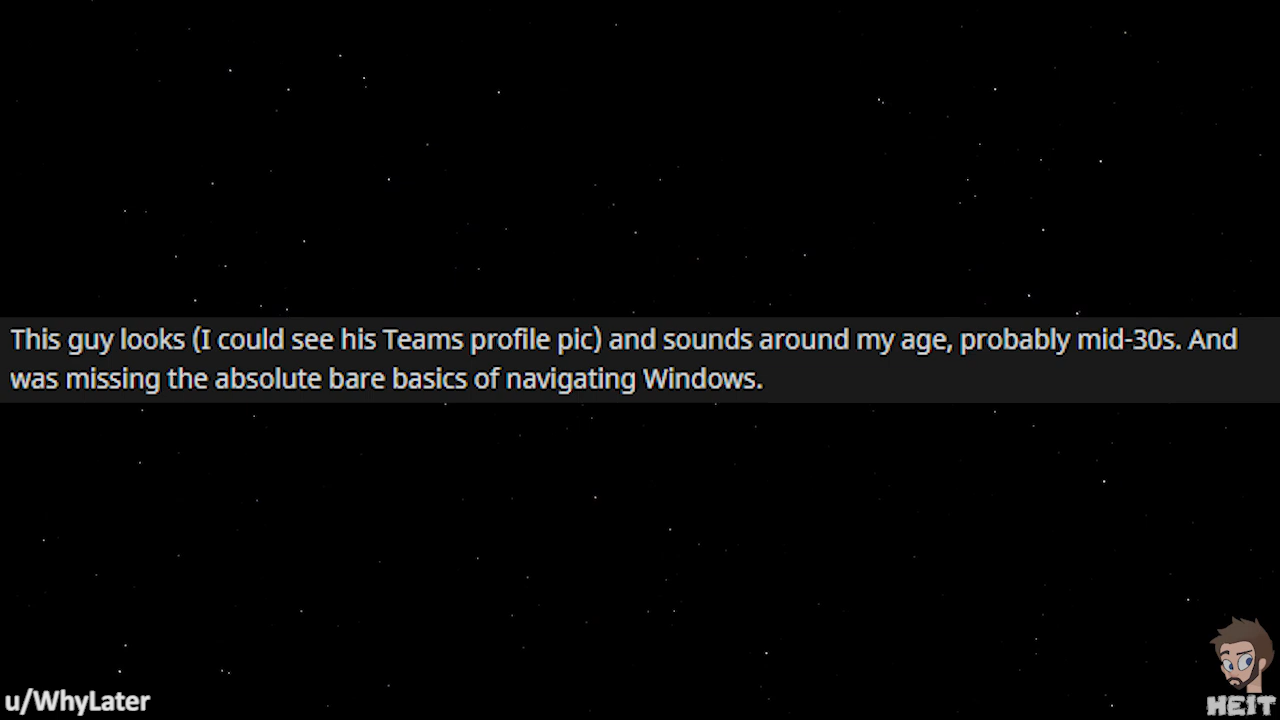 This guy looks (I could see his Teams profile pic) and sounds around my age, probably mid-30s. And
was missing the absolute bare basics of navigating Windows.
u/WhyLater
HEIT